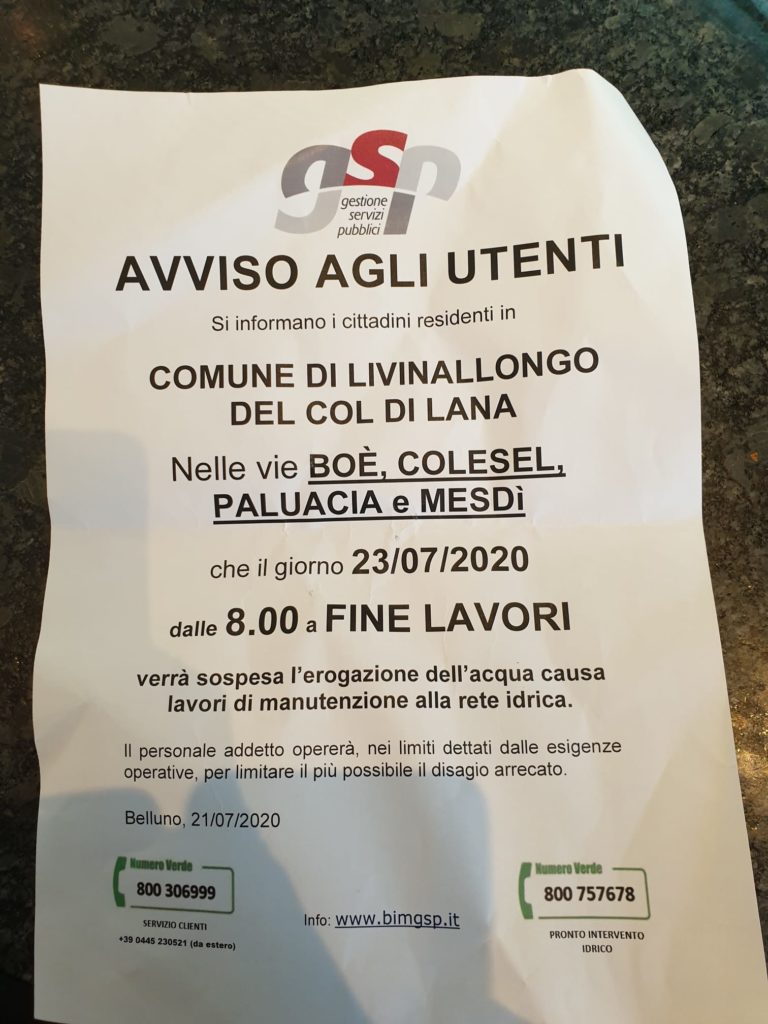 gsp
gestione
servizi
pubblici
AVVISO AGLI UTENTI
Si informano i cittadini residenti in
COMUNE DI LIVINALLONGO
DEL COL DI LANA
Nelle vie BOÈ, COLESEL,
PALUACIA e MESDÌ
che il giorno 23/07/2020
dalle 8.00 a FINE LAVORI
verrà sospesa l'erogazione dell'acqua causa
lavori di manutenzione alla rete idrica.
Il personale addetto opererà, nei limiti dettati dalle esigenze
operative, per limitare il più possibile il disagio arrecato.
Belluno, 21/07/2020
Numero Verde
800 306999
SERVIZIO CLIENTI
+39 0445 230521 (da estero)
Info: www.bimgsp.it
Numero Verde
800 757678
PRONTO INTERVENTO
IDRICO